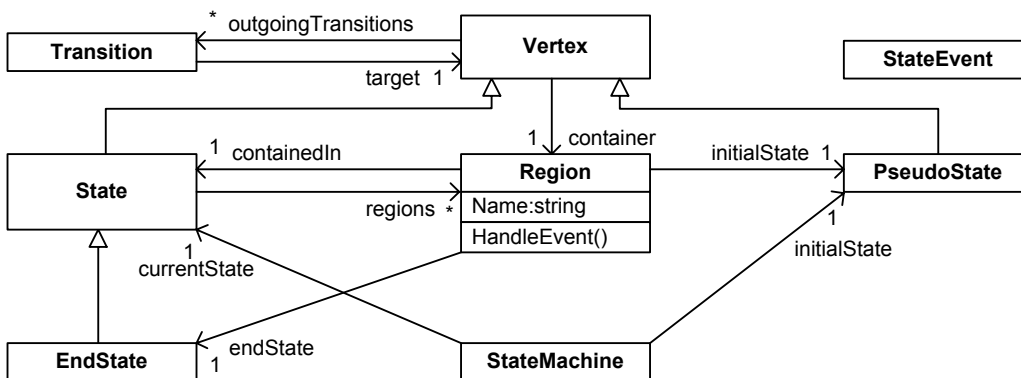 * outgoingTransitions
Transition
Vertex
StateEvent
target 1
1 containedIn
1 container
initialState 1
State
Region
PseudoState
regions *
Name:string
HandleEvent()
1
currentState
1
initialState
EndState
1 endState
StateMachine